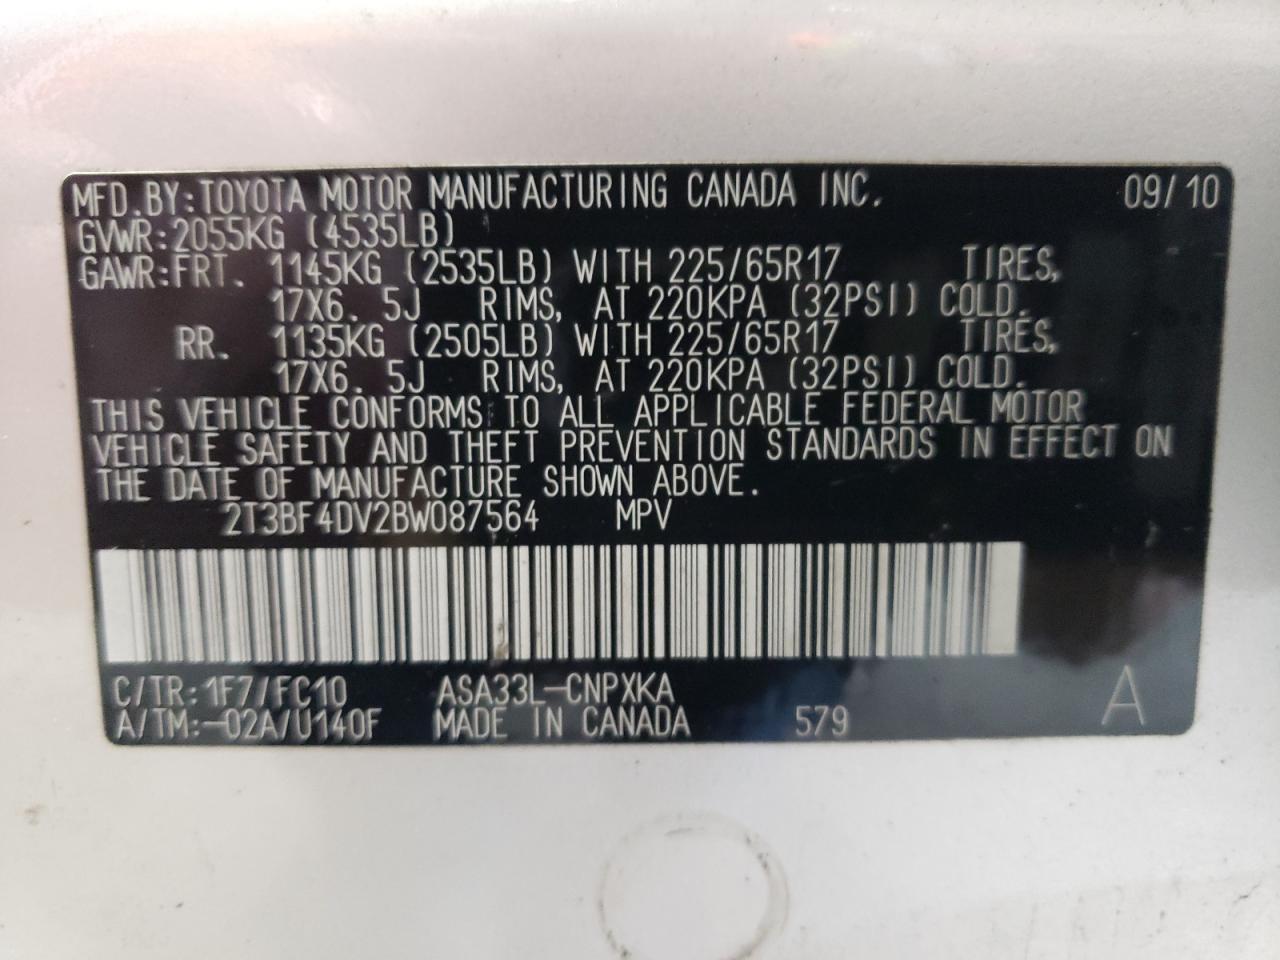 MFD.BY:TOYOTA MOTOR MANUFACTURING CANADA INC. 09/10
GVWR:2055KG (4535LB)
GAWR:FRT. 1145KG (2535LB) WITH 225/65R17 TIRES,
17X6.5J RIMS, AT 220KPA (32PSI) COLD.
RR. 1135KG (2505LB) WITH 225/65R17 TIRES,
17X6.5J RIMS, AT 220KPA (32PSI) COLD.
THIS VEHICLE CONFORMS TO ALL APPLICABLE FEDERAL MOTOR
VEHICLE SAFETY AND THEFT PREVENTION STANDARDS IN EFFECT ON
THE DATE OF MANUFACTURE SHOWN ABOVE.
2T3BF4DV2BW087564 MPV
C/TR:1F7/FC10 ASA33L-CNPXKA
A/TM:-02A/U140F MADE IN CANADA 579 A